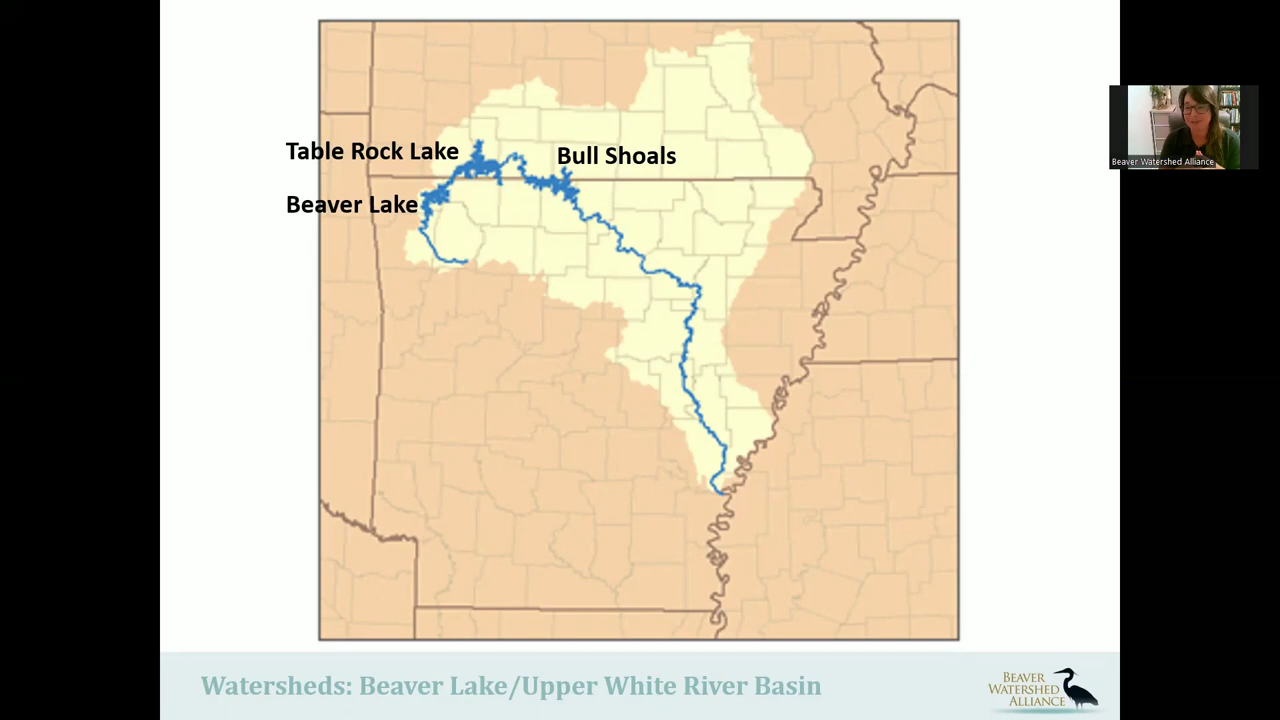 Table Rock Lake
Bull Shoals
Beaver Lake
Beaver Watershed Alliance
Watersheds: Beaver Lake/Upper White River Basin
BEAVER
WATERSHED
ALLIANCE